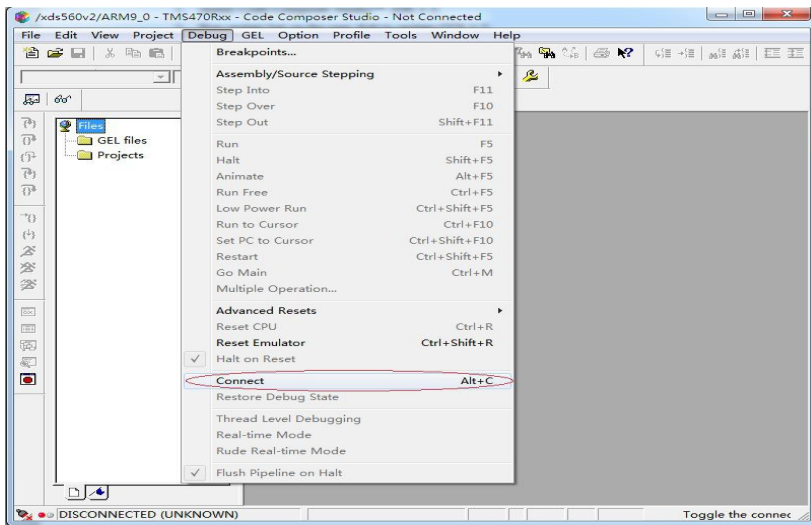 /xds560v2/ARM9_0 - TMS470Rxx - Code Composer Studio - Not Connected
File Edit View Project Debug GEL Option Profile Tools Window Help
Breakpoints...
Assembly/Source Stepping
Step Into F11
Step Over F10
Step Out Shift+F11
Files
GEL files
Projects
Run F5
Halt Shift+F5
Animate Alt+F5
Run Free Ctrl+F5
Low Power Run Ctrl+Shift+F5
Run to Cursor Ctrl+F10
Set PC to Cursor Ctrl+Shift+F10
Restart Ctrl+Shift+F5
Go Main Ctrl+M
Multiple Operation...
Advanced Resets
Reset CPU Ctrl+R
Reset Emulator Ctrl+Shift+R
Halt on Reset
Connect Alt+C
Restore Debug State
Thread Level Debugging
Real-time Mode
Rude Real-time Mode
Flush Pipeline on Halt
DISCONNECTED (UNKNOWN) Toggle the connec